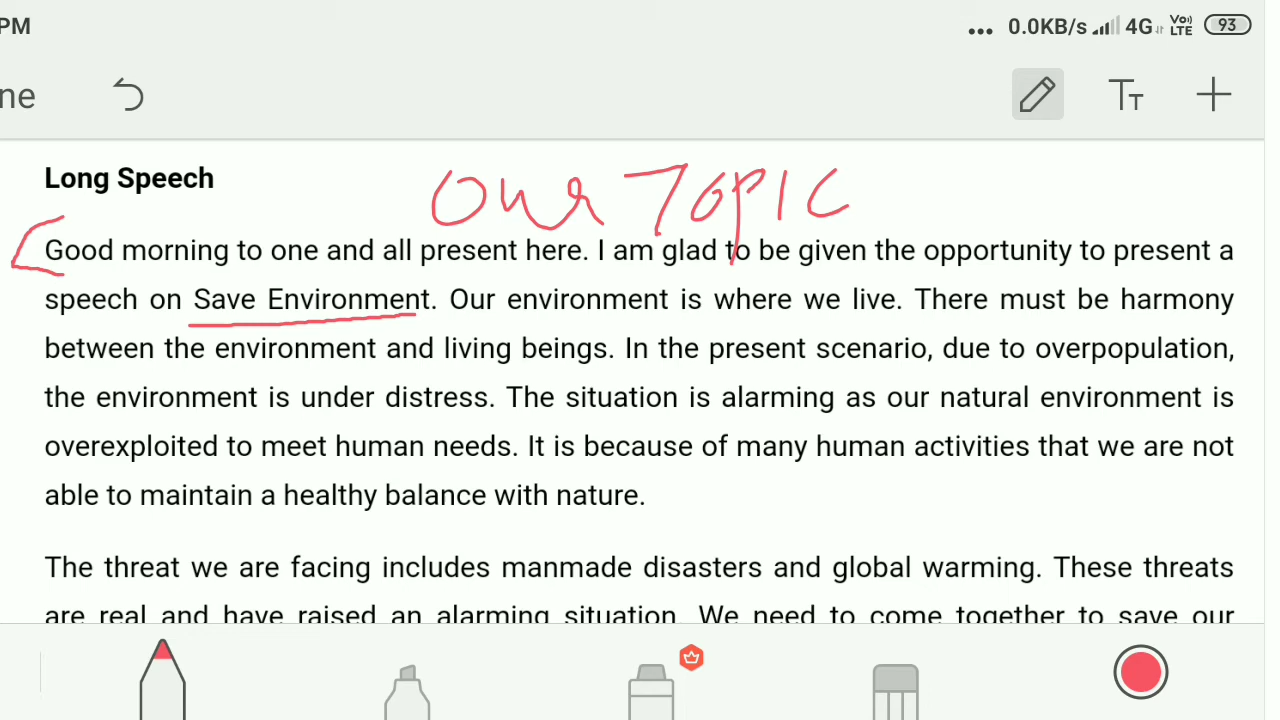 PM
0.0KB/s 4G Vo) LTE 93
ne
Long Speech
Our Topic
Good morning to one and all present here. I am glad to be given the opportunity to present a
speech on Save Environment. Our environment is where we live. There must be harmony
between the environment and living beings. In the present scenario, due to overpopulation,
the environment is under distress. The situation is alarming as our natural environment is
overexploited to meet human needs. It is because of many human activities that we are not
able to maintain a healthy balance with nature.
The threat we are facing includes manmade disasters and global warming. These threats
are real and have raised an alarming situation. We need to come together to save our